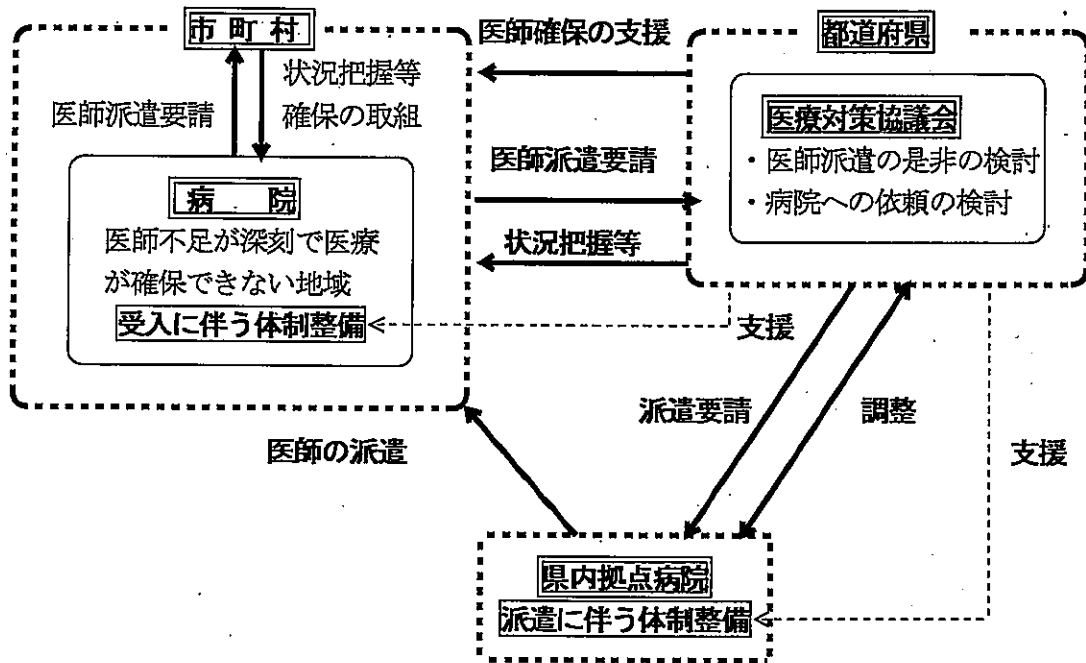 市町村
医師派遣要請
状況把握等
確保の取組
病　院
医師不足が深刻で医療
が確保できない地域
受入に伴う体制整備
医師確保の支援
医師派遣要請
状況把握等
都道府県
医療対策協議会
・医師派遣の是非の検討
・病院への依頼の検討
支援
派遣要請
調整
支援
医師の派遣
県内拠点病院
派遣に伴う体制整備